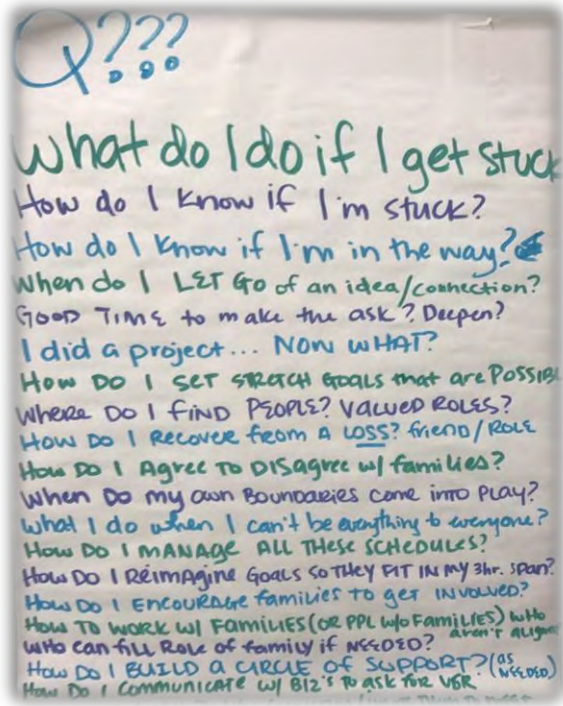 Q???
What do I do if I get stuck
How do I know if I'm stuck?
How do I know if I'm in the way?
When do I LET GO of an idea/connection?
GOOD TIME to make the ask? Deepen?
I did a project... NOW WHAT?
How DO I SET STRETCH GOALS that are POSSIB
WHERE DO I FIND PEOPLE? VALUED ROLES?
HOW DO I RECOVER from A LOSS? friend/ROLE
How DO I AGREE TO DISAGREE w/ families?
When Do my own Boundaries come into PLAY?
What I do when I can't be everything to everyone?
HOW DO I MANAGE ALL THESE SCHEDULES?
How DO I REIMAGINE GOALS SO THEY FIT IN MY 3hr. span?
How DO I ENCOURAGE families to get INVOLVED?
HOW TO WORK W/ FAMILIES (OR PPL w/o FAMILIES) WHO
aren't aligne
WHO can fill Role of family if NEEDED?
HOW DO I BUILD A CIRCLE OF SUPPORT? (as NEEDED)
HOW DO I COMMUNICATE w/ BIZ's TO ASK FOR VSR